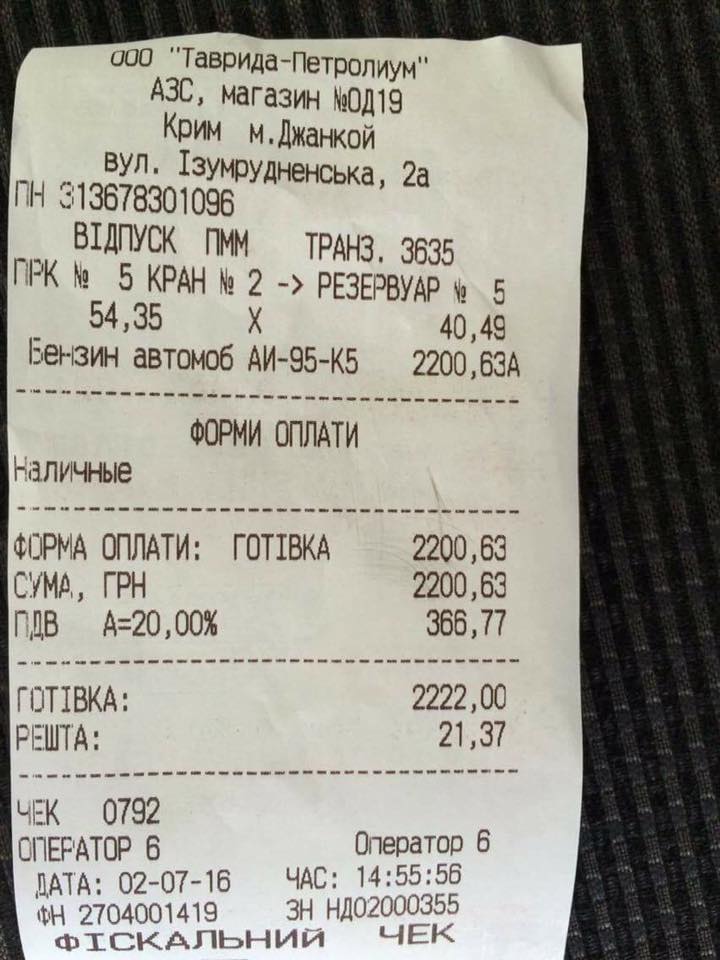 ООО "Таврида-Петролиум"
АЗС, магазин №ОД19
Крим м.Джанкой
вул. Ізумрудненська, 2а
ПН 313678301096
ВІДПУСК ПММ ТРАНЗ. 3635
ПРК № 5 КРАН № 2 -> РЕЗЕРВУАР № 5
54,35 X 40,49
Бензин автомоб АИ-95-К5 2200,63А
ФОРМИ ОПЛАТИ
Наличные
ФОРМА ОПЛАТИ: ГОТІВКА 2200,63
СУМА, ГРН 2200,63
ПДВ А=20,00% 366,77
ГОТІВКА: 2222,00
РЕШТА: 21,37
ЧЕК 0792
ОПЕРАТОР 6 Оператор 6
ДАТА: 02-07-16 ЧАС: 14:55:56
ФН 2704001419 ЗН НД02000355
ФІСКАЛЬНИЙ ЧЕК